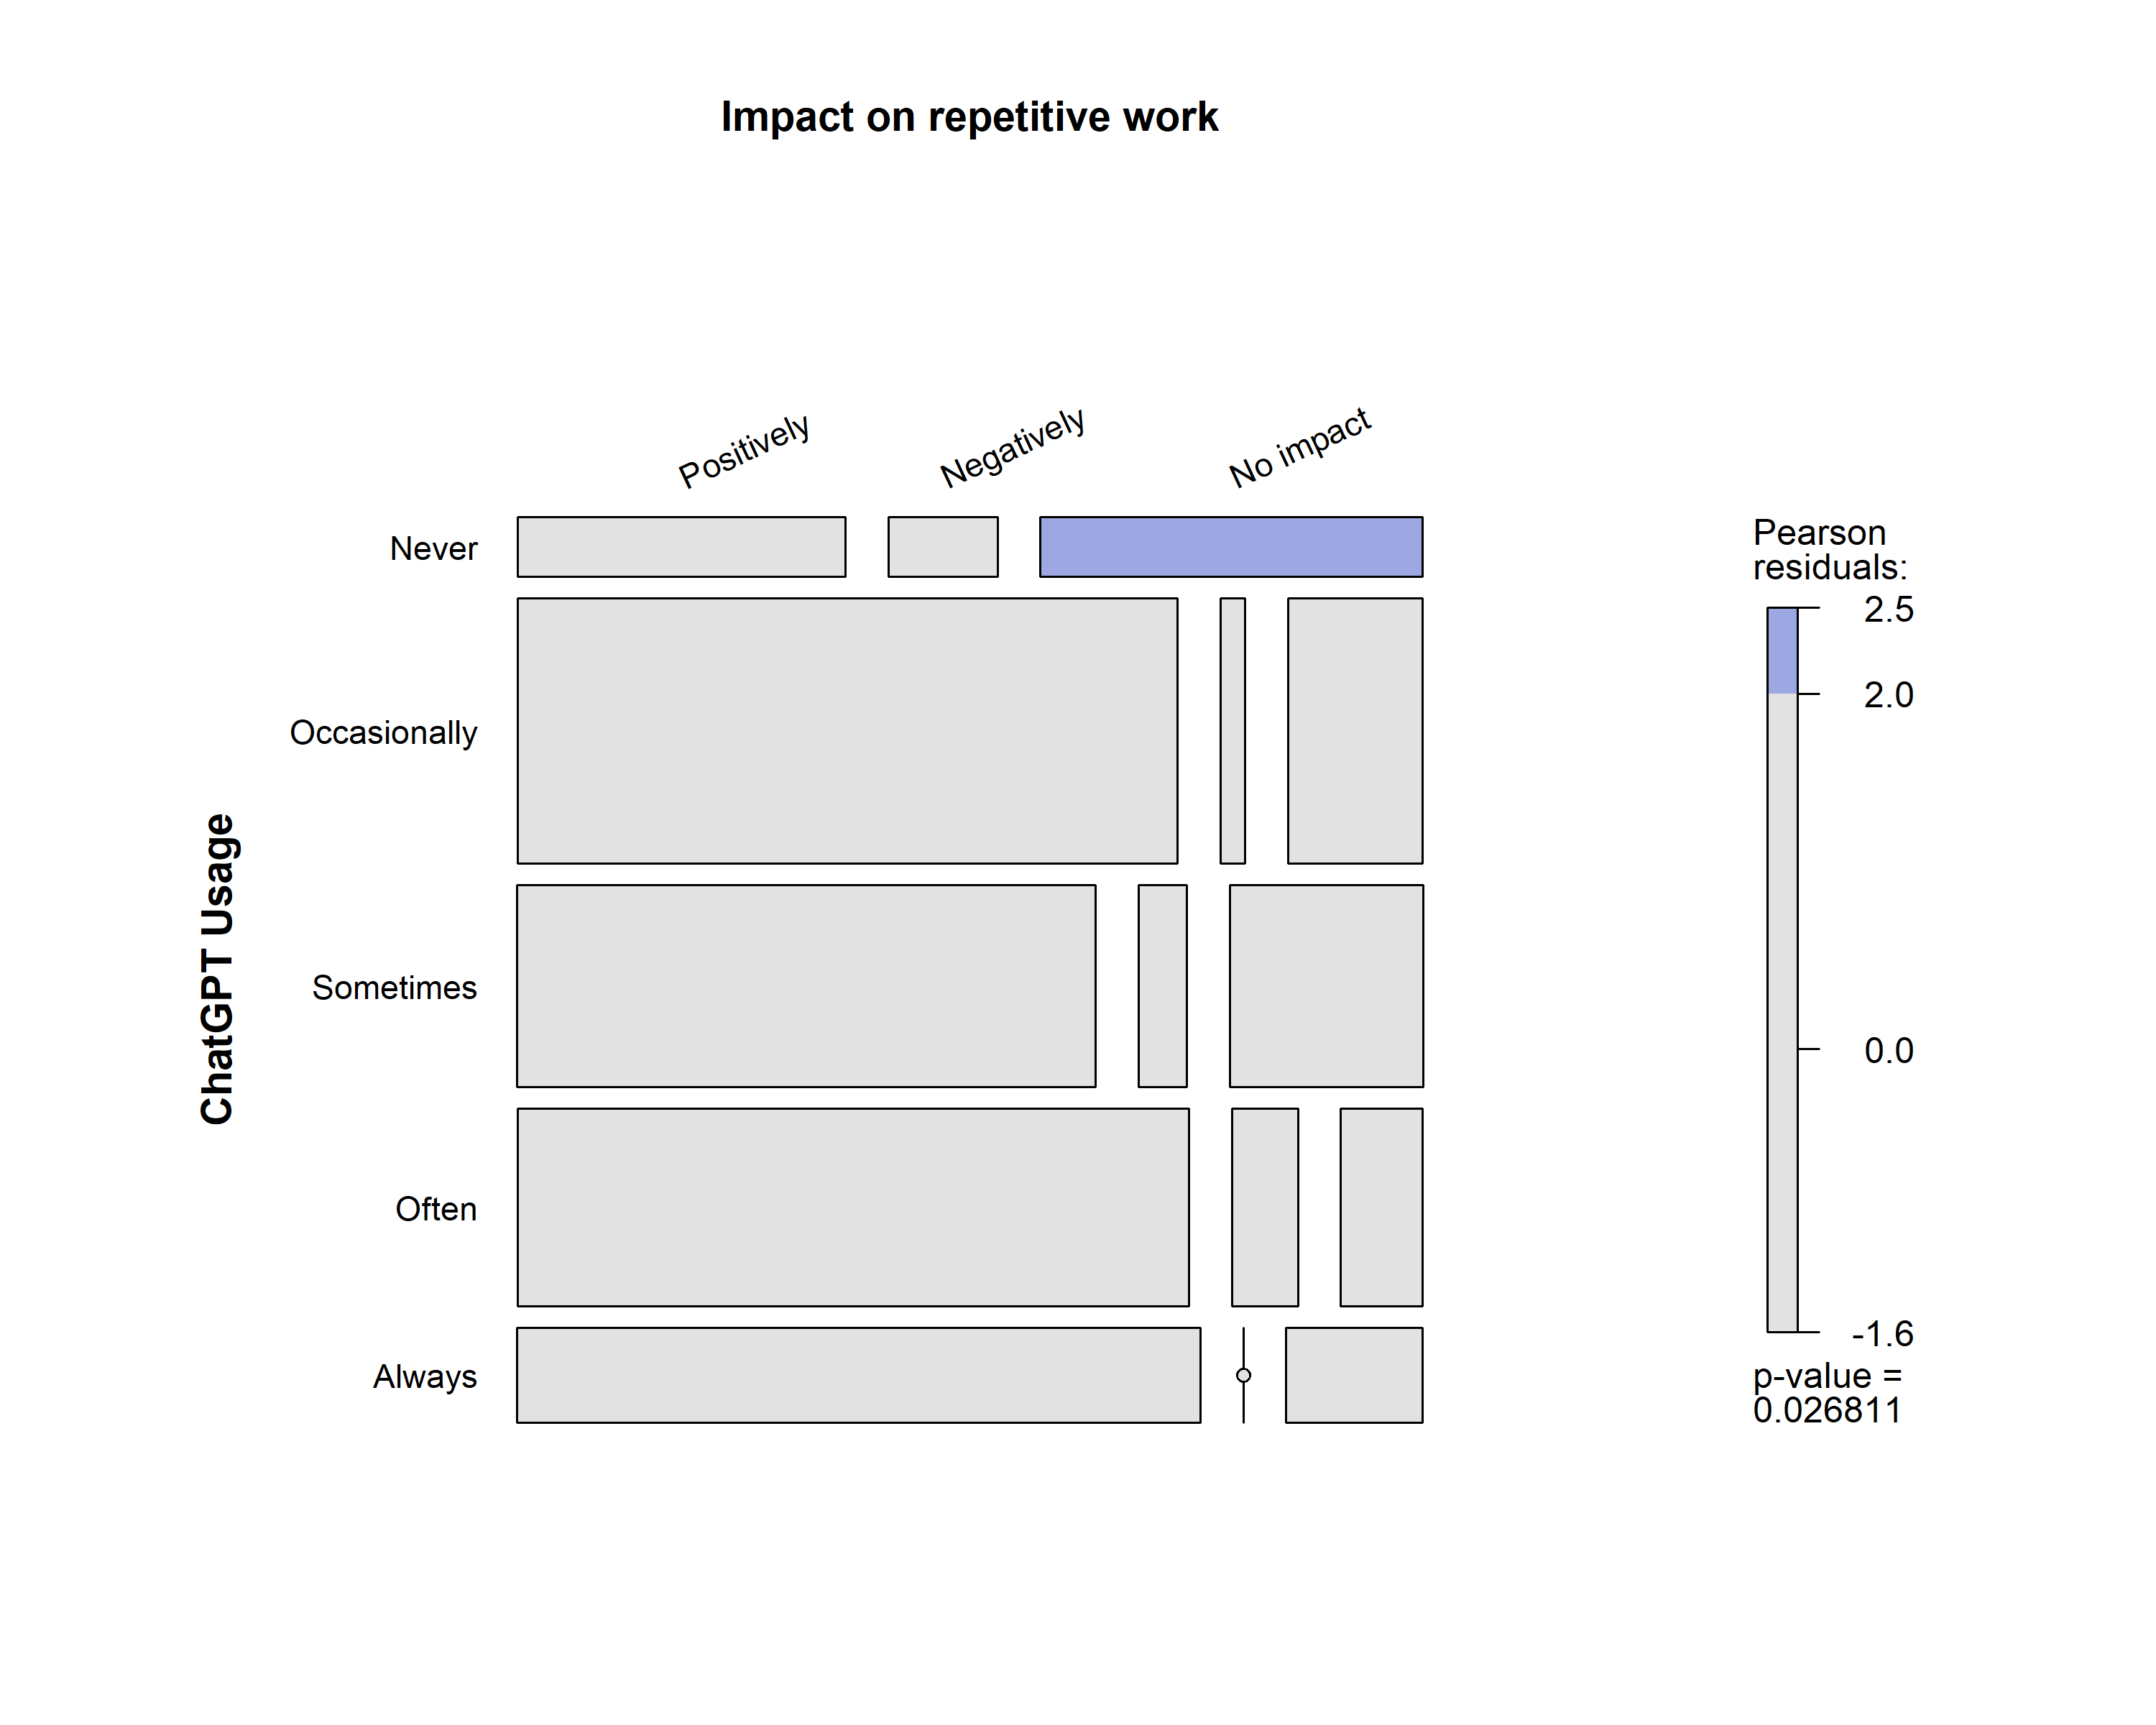 Impact on repetitive work
Positively
Negatively
No impact
ChatGPT Usage
Never
Occasionally
Sometimes
Often
Always
Pearson
residuals:
2.5
2.0
0.0
-1.6
p-value =
0.026811